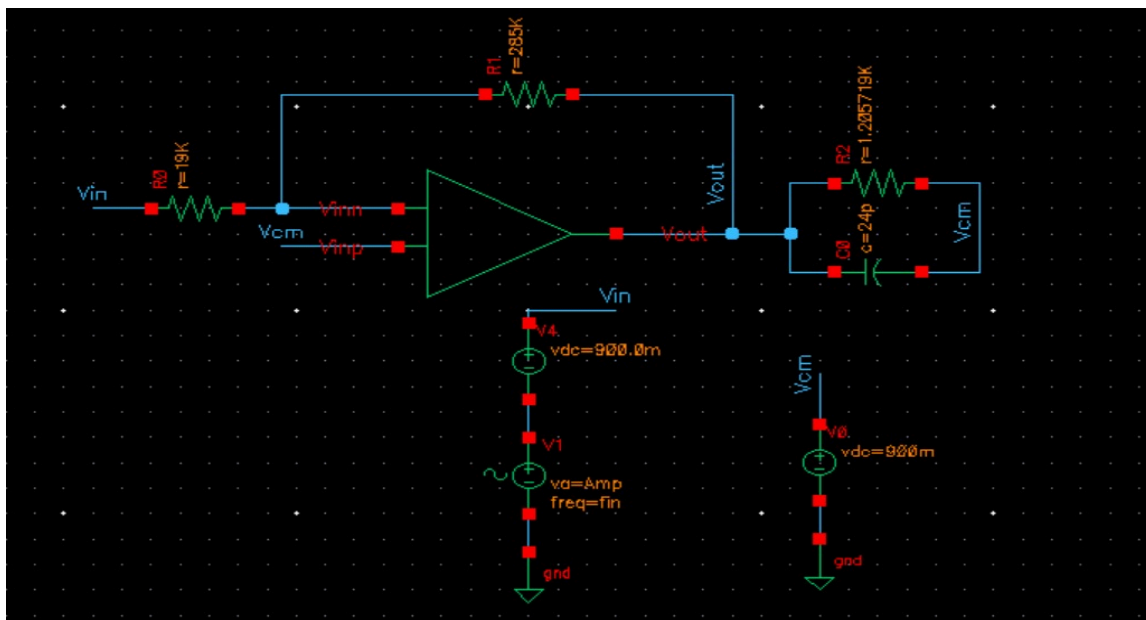 R1
r=285K
R0
r=19K
Vin
Vinn
Vcm
Vinp
Vout
Vout
R2
r=1.205719K
C0
c=24p
Vcm
Vin
V4
vdc=900.0m
V1
va=Amp
freq=fin
gnd
Vcm
V0
vdc=900m
gnd